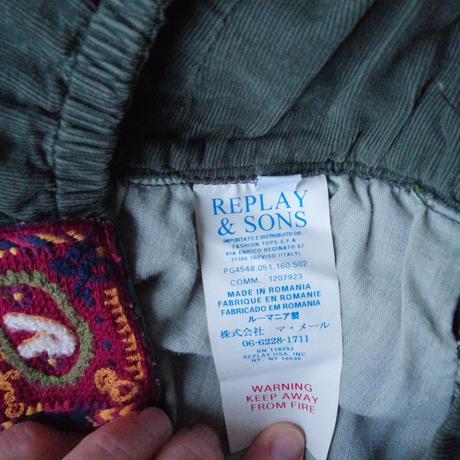 REPLAY
& SONS
IMPORTATO E DISTRIBUITO DA
FASHION TOYS S.P.A
VIA ENRICO REGINATO 67
31100 TREVISO (ITALY)
PG4548.051.160 502
COMM. 1207923
MADE IN ROMANIA
FABRIQUE EN ROMANIE
FABRICADO EN RUMANIA
ルーマニア製
株式会社 マ・メール
06-6228-1711
RN 118292
REPLAY USA, INC.
NY, NY 10036
WARNING
KEEP AWAY
FROM FIRE